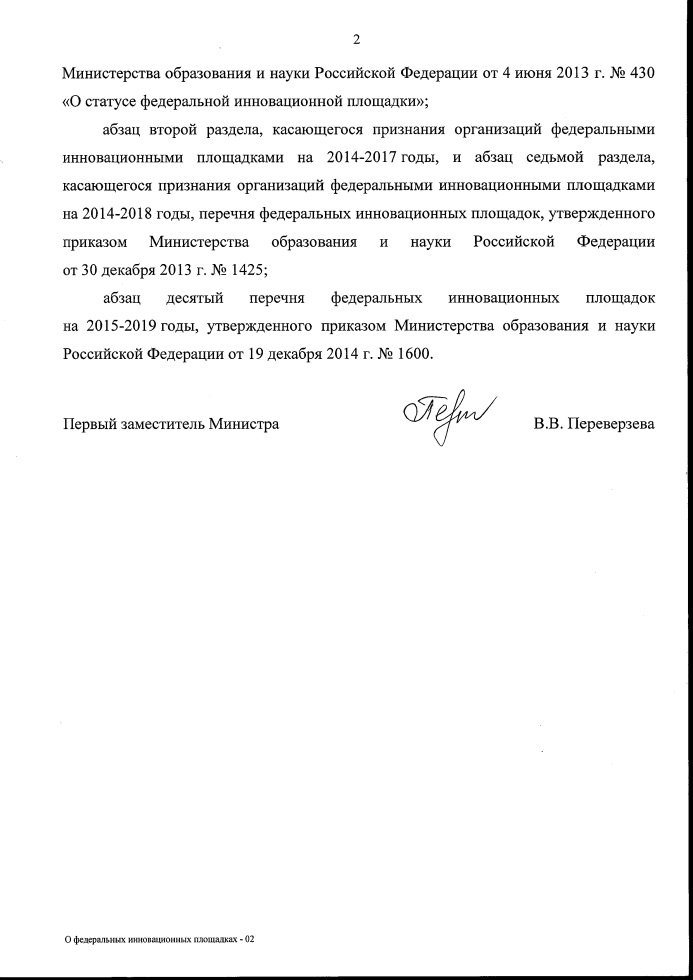 2
Министерства образования и науки Российской Федерации от 4 июня 2013 г. № 430
«О статусе федеральной инновационной площадки»;
абзац второй раздела, касающегося признания организаций федеральными
инновационными площадками на 2014-2017 годы, и абзац седьмой раздела,
касающегося признания организаций федеральными инновационными площадками
на 2014-2018 годы, перечня федеральных инновационных площадок, утвержденного
приказом Министерства образования и науки Российской Федерации
от 30 декабря 2013 г. № 1425;
абзац десятый перечня федеральных инновационных площадок
на 2015-2019 годы, утвержденного приказом Министерства образования и науки
Российской Федерации от 19 декабря 2014 г. № 1600.
Первый заместитель Министра В.В. Переверзева
О федеральных инновационных площадках - 02